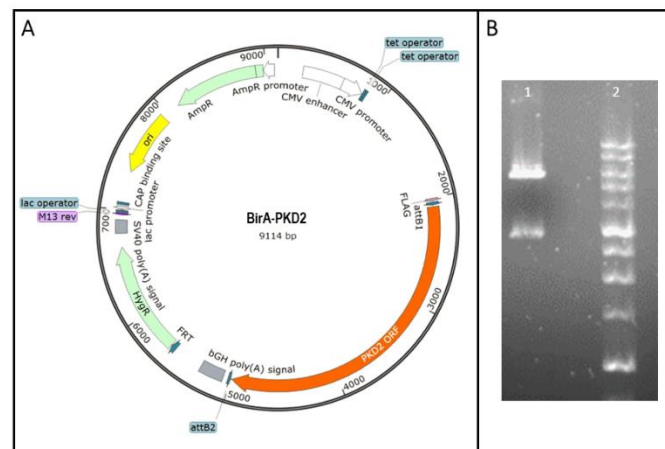 A
B
tet operator
tet operator
9000
1000
AmpR promoter
AmpR
CMV enhancer
CMV promoter
8000
ori
CAP binding site
lac promoter
lac operator
M13 rev
7000
SV40 poly(A) signal
HygR
6000
FRT
bGH poly(A) signal
attB2
5000
4000
PKD2 ORF
3000
2000
attB1
FLAG
BirA-PKD2
9114 bp
1
2